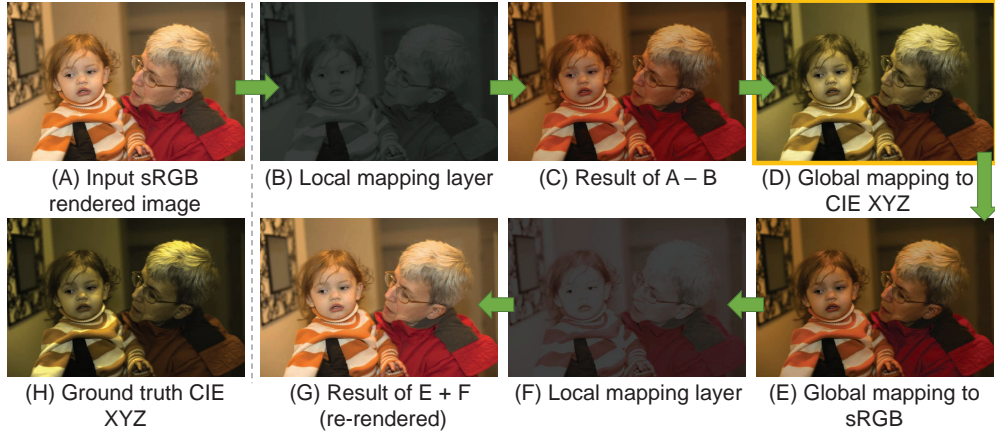 (A) Input sRGB
rendered image
(B) Local mapping layer
(C) Result of A – B
(D) Global mapping to
CIE XYZ
(H) Ground truth CIE
XYZ
(G) Result of E + F
(re-rendered)
(F) Local mapping layer
(E) Global mapping to
sRGB